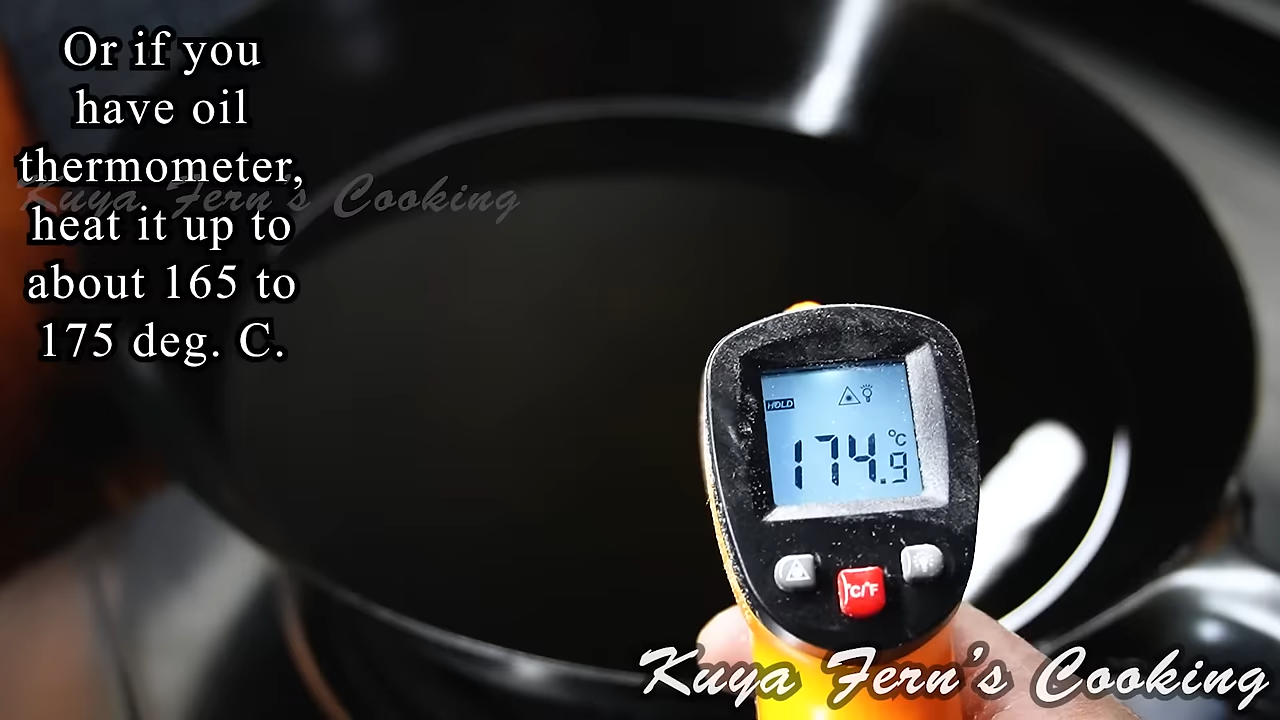 Or if you
have oil
thermometer,
heat it up to
about 165 to
175 deg. C.
Kuya Fern's Cooking
HOLD
174.9 °C
°C/°F
Kuya Fern's Cooking